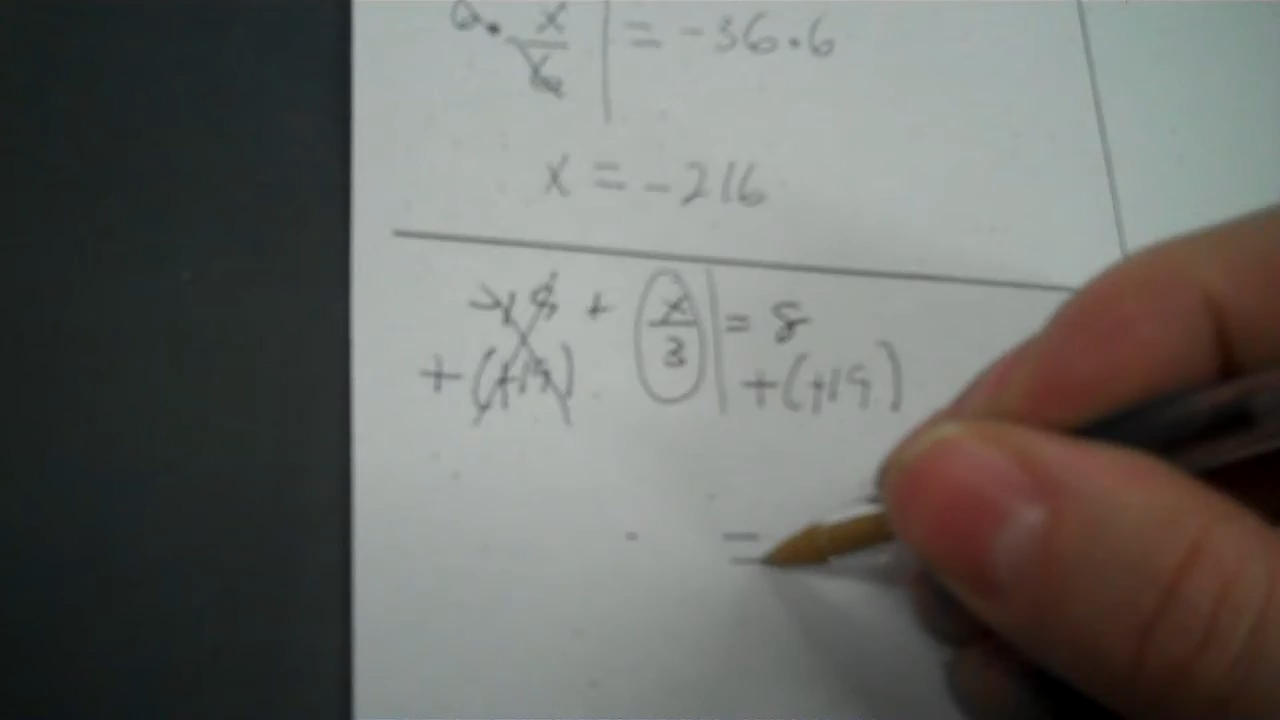 6 · x/6 = -36.6
x = -216
-19 + x/3 = 8
+(+19) +(+19)
=